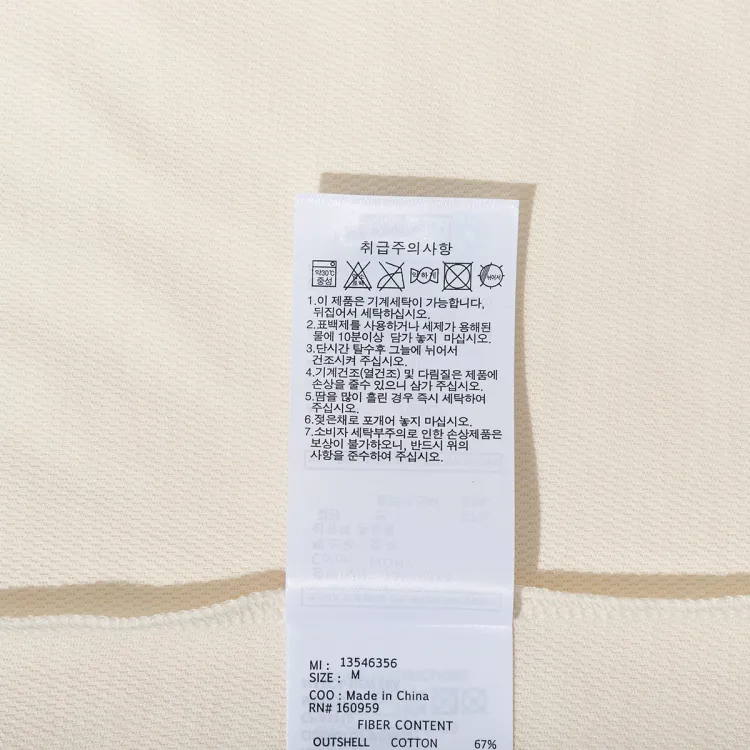 취급주의사항
약30℃
중성
약하게
뉘어서
1.이 제품은 기계세탁이 가능합니다,
뒤집어서 세탁하십시오.
2.표백제를 사용하거나 세제가 용해된
물에 10분이상 담가 놓지 마십시오.
3.단시간 탈수후 그늘에 뉘어서
건조시켜 주십시오.
4.기계건조(열건조) 및 다림질은 제품에
손상을 줄수 있으니 삼가 주십시오.
5.땀을 많이 흘린 경우 즉시 세탁하여
주십시오.
6.젖은채로 포개어 놓지 마십시오.
7.소비자 세탁부주의로 인한 손상제품은
보상이 불가하오니, 반드시 위의
사항을 준수하여 주십시오.
MI : 13546356
SIZE : M
COO : Made in China
RN# 160959
FIBER CONTENT
OUTSHELL COTTON 67%